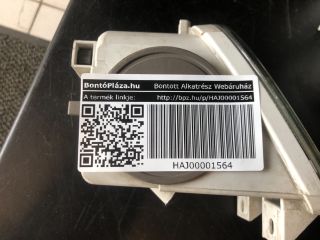 BontóPláza.hu Bontott Alkatrész Webáruház
A termék linkje: http://bpz.hu/p/HAJ00001564
HAJ00001564